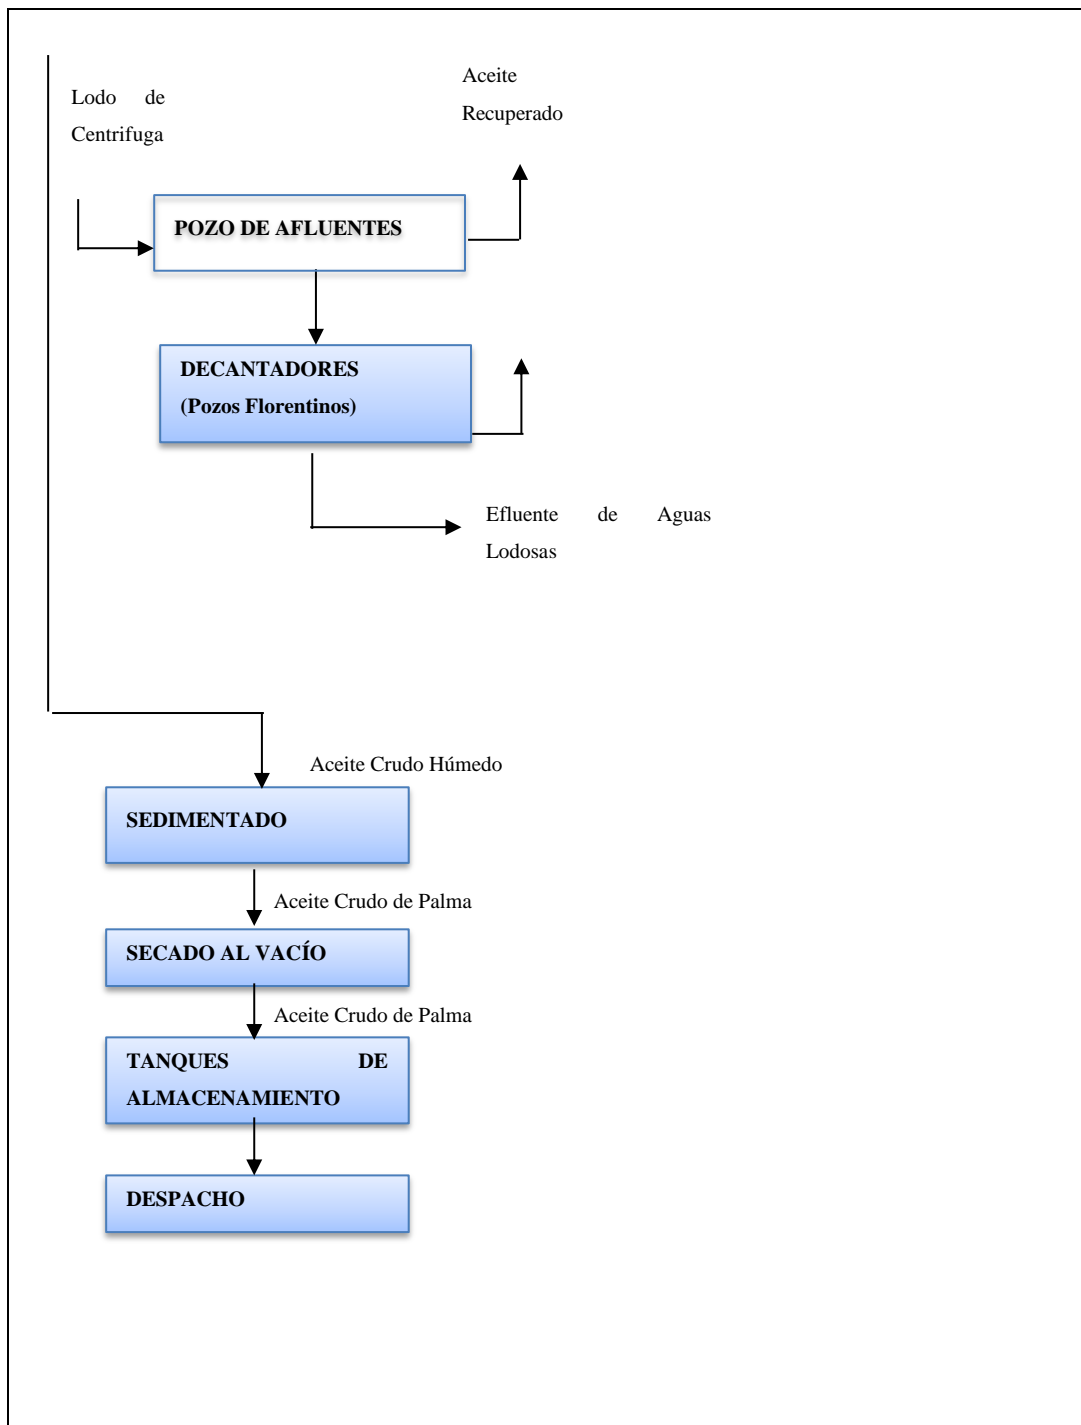 Lodo de
Centrifuga
Aceite
Recuperado
POZO DE AFLUENTES
DECANTADORES
(Pozos Florentinos)
Efluente de Aguas
Lodosas
Aceite Crudo Húmedo
SEDIMENTADO
Aceite Crudo de Palma
SECADO AL VACÍO
Aceite Crudo de Palma
TANQUES DE
ALMACENAMIENTO
DESPACHO